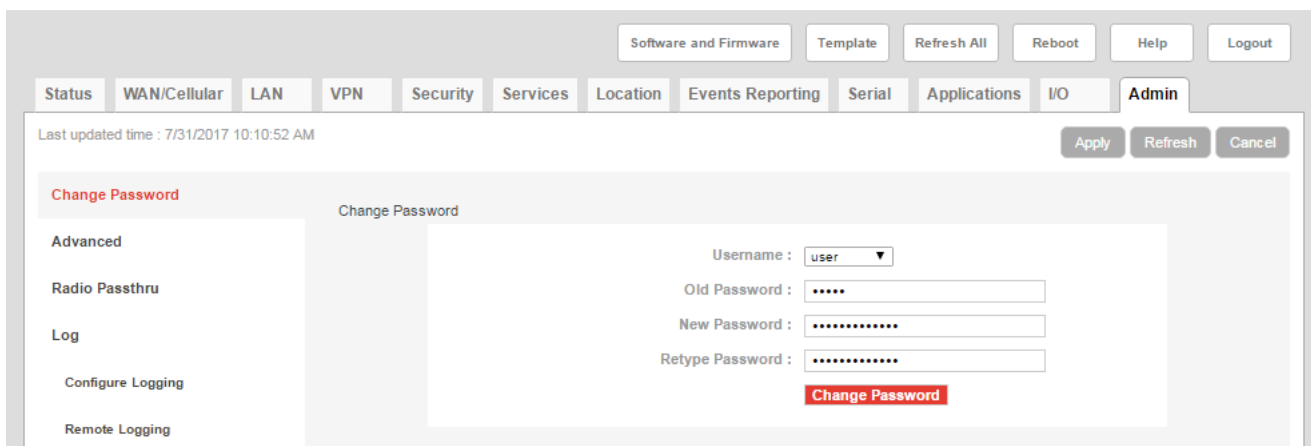 Software and Firmware Template Refresh All Reboot Help Logout
Status WAN/Cellular LAN VPN Security Services Location Events Reporting Serial Applications I/O Admin
Last updated time : 7/31/2017 10:10:52 AM
Apply Refresh Cancel
Change Password
Change Password
Advanced
Username : user
Radio Passthru
Old Password : •••••
New Password : •••••••••••••
Log
Retype Password : •••••••••••••
Configure Logging
Change Password
Remote Logging